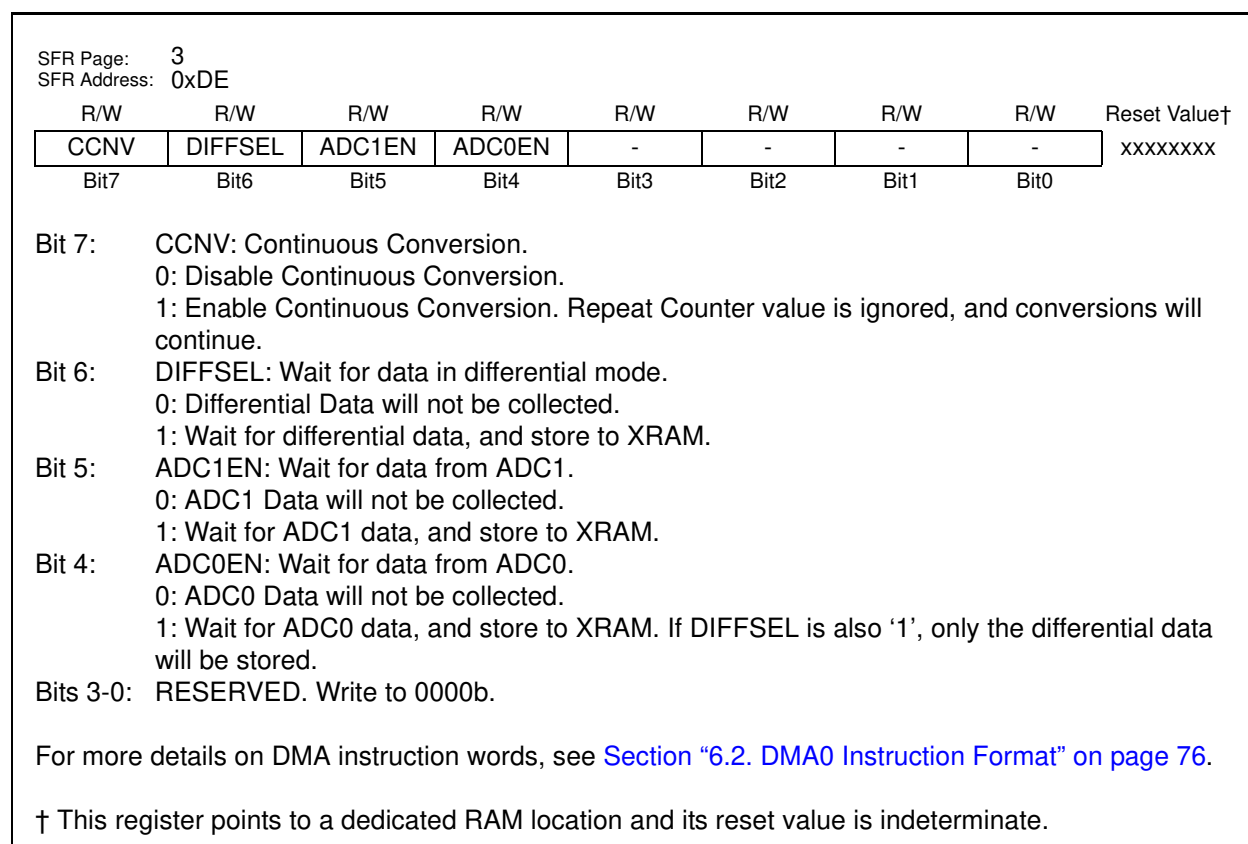 SFR Page: 3
SFR Address: 0xDE
R/W R/W R/W R/W R/W R/W R/W R/W Reset Value†
CCNV DIFFSEL ADC1EN ADC0EN - - - - xxxxxxxx
Bit7 Bit6 Bit5 Bit4 Bit3 Bit2 Bit1 Bit0
Bit 7: CCNV: Continuous Conversion.
0: Disable Continuous Conversion.
1: Enable Continuous Conversion. Repeat Counter value is ignored, and conversions will
continue.
Bit 6: DIFFSEL: Wait for data in differential mode.
0: Differential Data will not be collected.
1: Wait for differential data, and store to XRAM.
Bit 5: ADC1EN: Wait for data from ADC1.
0: ADC1 Data will not be collected.
1: Wait for ADC1 data, and store to XRAM.
Bit 4: ADC0EN: Wait for data from ADC0.
0: ADC0 Data will not be collected.
1: Wait for ADC0 data, and store to XRAM. If DIFFSEL is also ‘1’, only the differential data
will be stored.
Bits 3-0: RESERVED. Write to 0000b.
For more details on DMA instruction words, see Section “6.2. DMA0 Instruction Format” on page 76.
† This register points to a dedicated RAM location and its reset value is indeterminate.